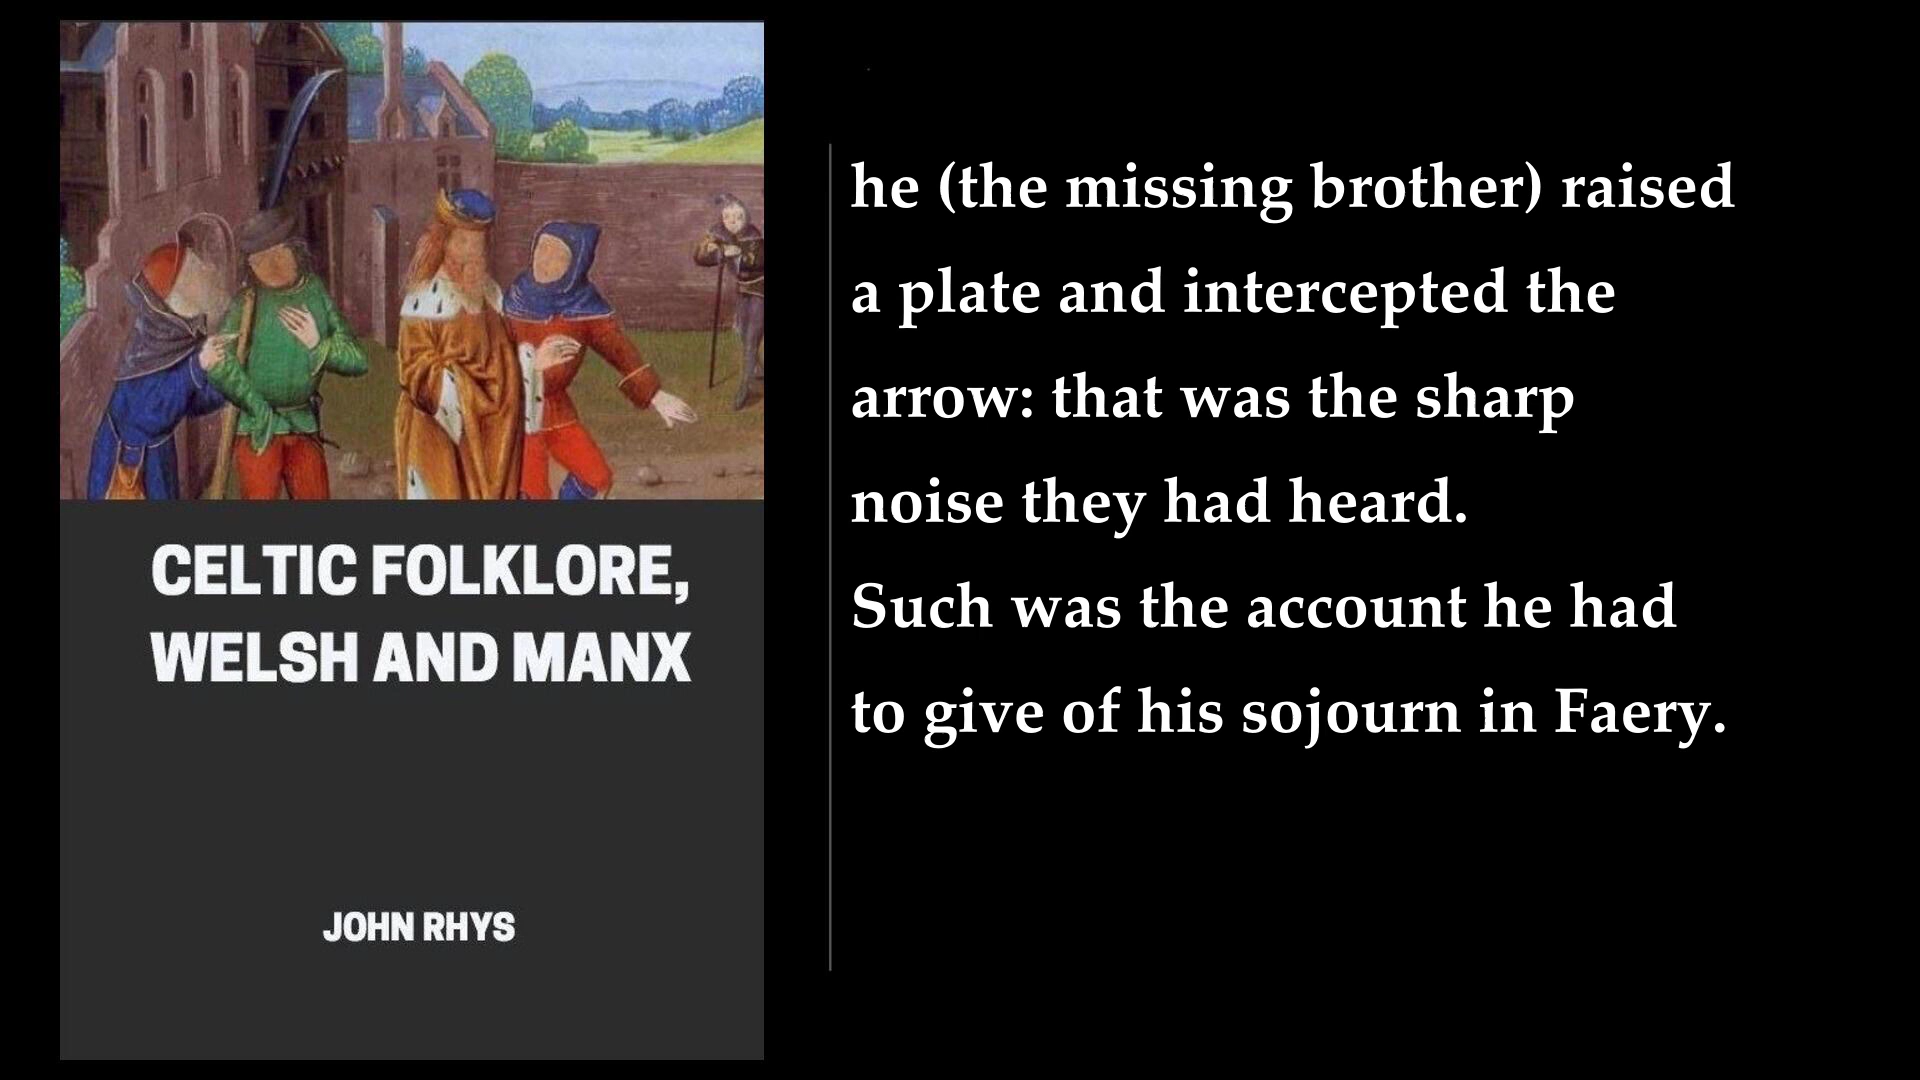 CELTIC FOLKLORE,
WELSH AND MANX
JOHN RHYS
he (the missing brother) raised
a plate and intercepted the
arrow: that was the sharp
noise they had heard.
Such was the account he had
to give of his sojourn in Faery.